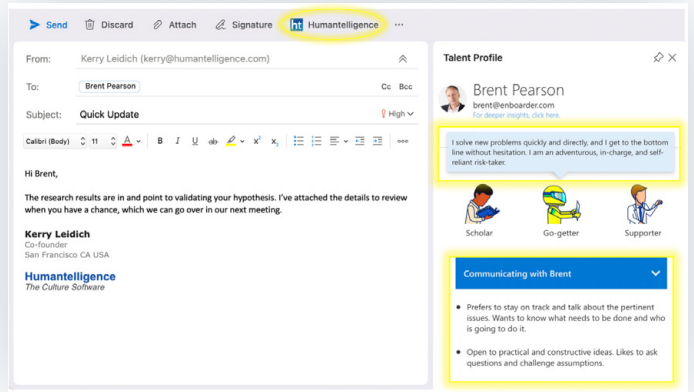 Send Discard Attach Signature ht Humantelligence ...
From: Kerry Leidich (kerry@humantelligence.com)
To: Brent Pearson Cc Bcc
Subject: Quick Update High
Calibri (Body) 11 A B I U ab x² x₂
Hi Brent,
The research results are in and point to validating your hypothesis. I've attached the details to review
when you have a chance, which we can go over in our next meeting.
Kerry Leidich
Co-founder
San Francisco CA USA
Humantelligence
The Culture Software
Talent Profile
Brent Pearson
brent@enboarder.com
For deeper insights, click here.
I solve new problems quickly and directly, and I get to the bottom
line without hesitation. I am an adventurous, in-charge, and self-
reliant risk-taker.
Scholar Go-getter Supporter
Communicating with Brent
• Prefers to stay on track and talk about the pertinent
issues. Wants to know what needs to be done and who
is going to do it.
• Open to practical and constructive ideas. Likes to ask
questions and challenge assumptions.